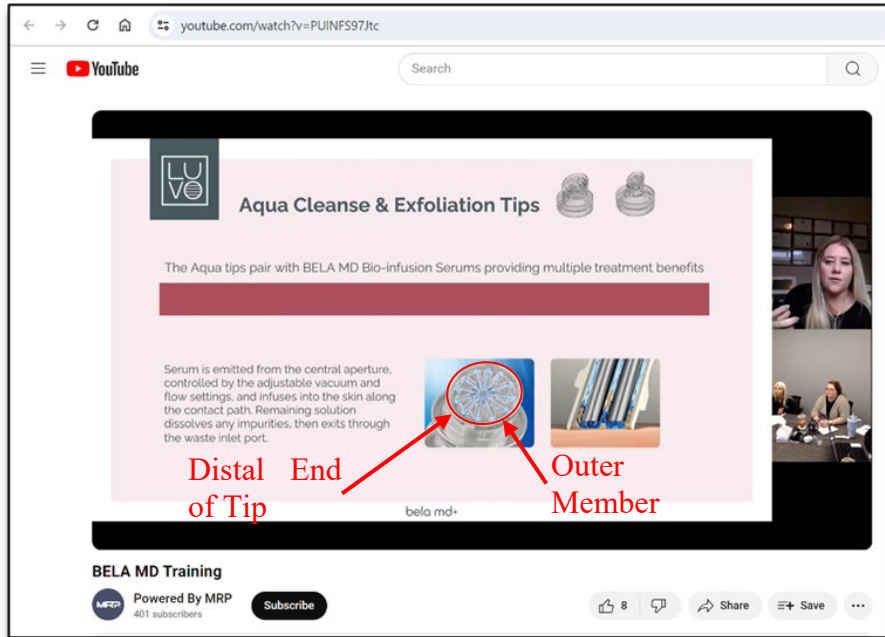 youtube.com/watch?v=PUlNFS97Jtc
YouTube
Search
LU
VO
Aqua Cleanse & Exfoliation Tips
The Aqua tips pair with BELA MD Bio-infusion Serums providing multiple treatment benefits
Serum is emitted from the central aperture,
controlled by the adjustable vacuum and
flow settings, and infuses into the skin along
the contact path. Remaining solution
dissolves any impurities, then exits through
the waste inlet port.
Distal End
of Tip
Outer
Member
bela md+
BELA MD Training
MRP
Powered By MRP
401 subscribers
Subscribe
8
Share
Save